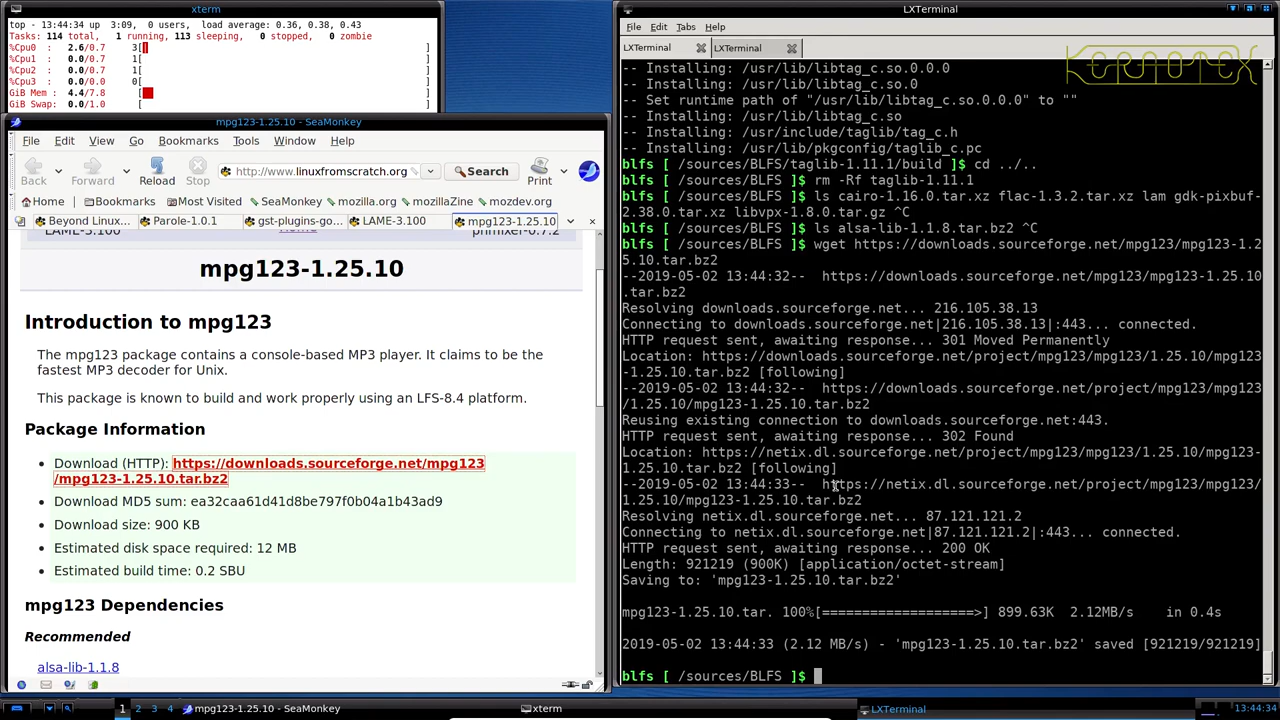 xterm
top - 13:44:34 up  3:09,  0 users,  load average: 0.36, 0.38, 0.43
Tasks: 114 total,   1 running, 113 sleeping,   0 stopped,   0 zombie
%Cpu0  :   2.6/0.7     3[|                                        ]
%Cpu1  :   0.0/0.7     1[                                         ]
%Cpu2  :   0.0/0.7     1[                                         ]
%Cpu3  :   0.0/0.0     0[                                         ]
GiB Mem :  4.4/7.8      [                                         ]
GiB Swap:  0.0/1.0      [                                         ]
mpg123-1.25.10 - SeaMonkey
File Edit View Go Bookmarks Tools Window Help
Back Forward Reload Stop http://www.linuxfromscratch.org Search Print
Home Bookmarks Most Visited SeaMonkey mozilla.org mozillaZine mozdev.org
Beyond Linux... Parole-1.0.1 gst-plugins-go... LAME-3.100 mpg123-1.25.10
LAME-3.100 Home phmixer-0.7.2
mpg123-1.25.10
Introduction to mpg123
The mpg123 package contains a console-based MP3 player. It claims to be the
fastest MP3 decoder for Unix.
This package is known to build and work properly using an LFS-8.4 platform.
Package Information
Download (HTTP): https://downloads.sourceforge.net/mpg123
/mpg123-1.25.10.tar.bz2
Download MD5 sum: ea32caa61d41d8be797f0b04a1b43ad9
Download size: 900 KB
Estimated disk space required: 12 MB
Estimated build time: 0.2 SBU
mpg123 Dependencies
Recommended
alsa-lib-1.1.8
LXTerminal
File Edit Tabs Help
LXTerminal LXTerminal
KERNOTEX
-- Installing: /usr/lib/libtag_c.so.0.0.0
-- Installing: /usr/lib/libtag_c.so.0
-- Set runtime path of "/usr/lib/libtag_c.so.0.0.0" to ""
-- Installing: /usr/lib/libtag_c.so
-- Installing: /usr/include/taglib/tag_c.h
-- Installing: /usr/lib/pkgconfig/taglib_c.pc
blfs [ /sources/BLFS/taglib-1.11.1/build ]$ cd ../..
blfs [ /sources/BLFS ]$ rm -Rf taglib-1.11.1
blfs [ /sources/BLFS ]$ ls cairo-1.16.0.tar.xz flac-1.3.2.tar.xz lam gdk-pixbuf-
2.38.0.tar.xz libvpx-1.8.0.tar.gz ^C
blfs [ /sources/BLFS ]$ ls alsa-lib-1.1.8.tar.bz2 ^C
blfs [ /sources/BLFS ]$ wget https://downloads.sourceforge.net/mpg123/mpg123-1.2
5.10.tar.bz2
--2019-05-02 13:44:32--  https://downloads.sourceforge.net/mpg123/mpg123-1.25.10
.tar.bz2
Resolving downloads.sourceforge.net... 216.105.38.13
Connecting to downloads.sourceforge.net|216.105.38.13|:443... connected.
HTTP request sent, awaiting response... 301 Moved Permanently
Location: https://downloads.sourceforge.net/project/mpg123/mpg123/1.25.10/mpg123
-1.25.10.tar.bz2 [following]
--2019-05-02 13:44:32--  https://downloads.sourceforge.net/project/mpg123/mpg123
/1.25.10/mpg123-1.25.10.tar.bz2
Reusing existing connection to downloads.sourceforge.net:443.
HTTP request sent, awaiting response... 302 Found
Location: https://netix.dl.sourceforge.net/project/mpg123/mpg123/1.25.10/mpg123-
1.25.10.tar.bz2 [following]
--2019-05-02 13:44:33--  https://netix.dl.sourceforge.net/project/mpg123/mpg123/
1.25.10/mpg123-1.25.10.tar.bz2
Resolving netix.dl.sourceforge.net... 87.121.121.2
Connecting to netix.dl.sourceforge.net|87.121.121.2|:443... connected.
HTTP request sent, awaiting response... 200 OK
Length: 921219 (900K) [application/octet-stream]
Saving to: 'mpg123-1.25.10.tar.bz2'
mpg123-1.25.10.tar. 100%[===================>] 899.63K  2.12MB/s    in 0.4s
2019-05-02 13:44:33 (2.12 MB/s) - 'mpg123-1.25.10.tar.bz2' saved [921219/921219]
blfs [ /sources/BLFS ]$
1 2 3 4 mpg123-1.25.10 - SeaMonkey xterm LXTerminal 13:44:34